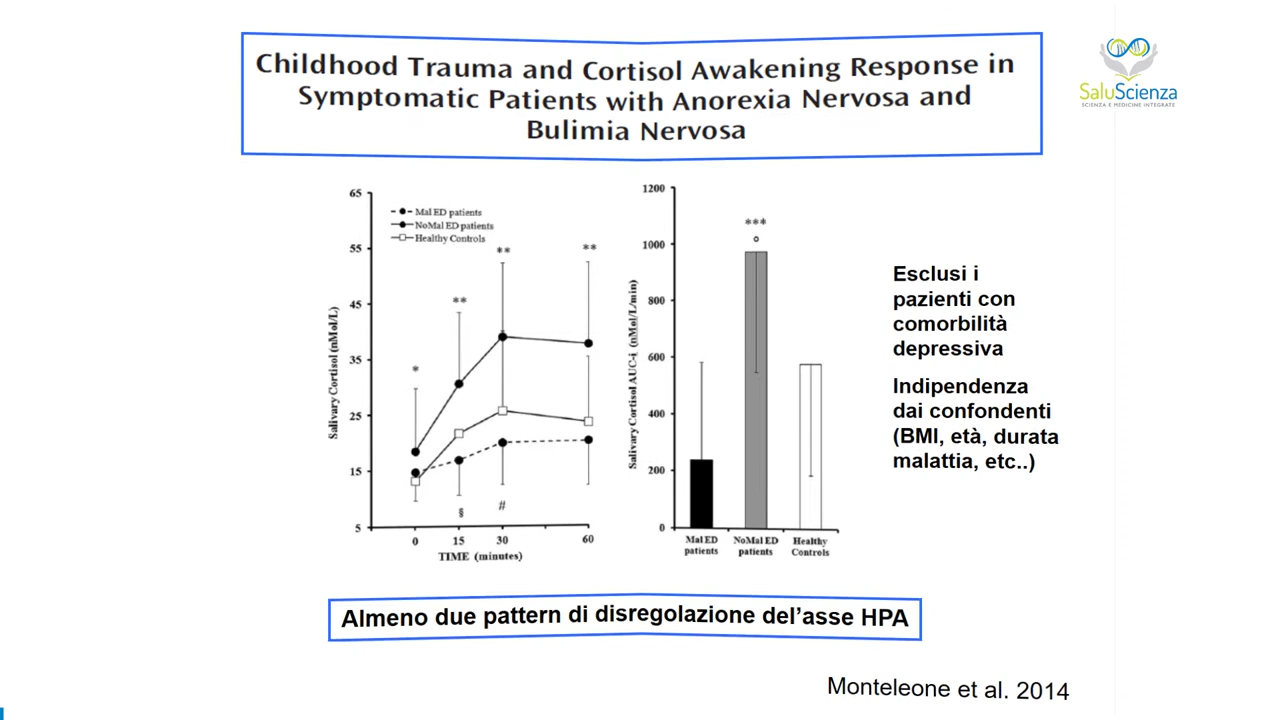 Childhood Trauma and Cortisol Awakening Response in
Symptomatic Patients with Anorexia Nervosa and
Bulimia Nervosa
SaluScienza
SCIENZA E MEDICINE INTEGRATE
65
55
45
35
25
15
5
Salivary Cortisol (nMol/L)
Mal ED patients
NoMal ED patients
Healthy Controls
*
**
**
**
§
#
0 15 30 60
TIME (minutes)
1200
1000
800
600
400
200
0
Salivary Cortisol AUC-i (nMol/L/min)
***
°
Mal ED patients
NoMal ED patients
Healthy Controls
Esclusi i
pazienti con
comorbilità
depressiva
Indipendenza
dai confondenti
(BMI, età, durata
malattia, etc..)
Almeno due pattern di disregolazione del’asse HPA
Monteleone et al. 2014